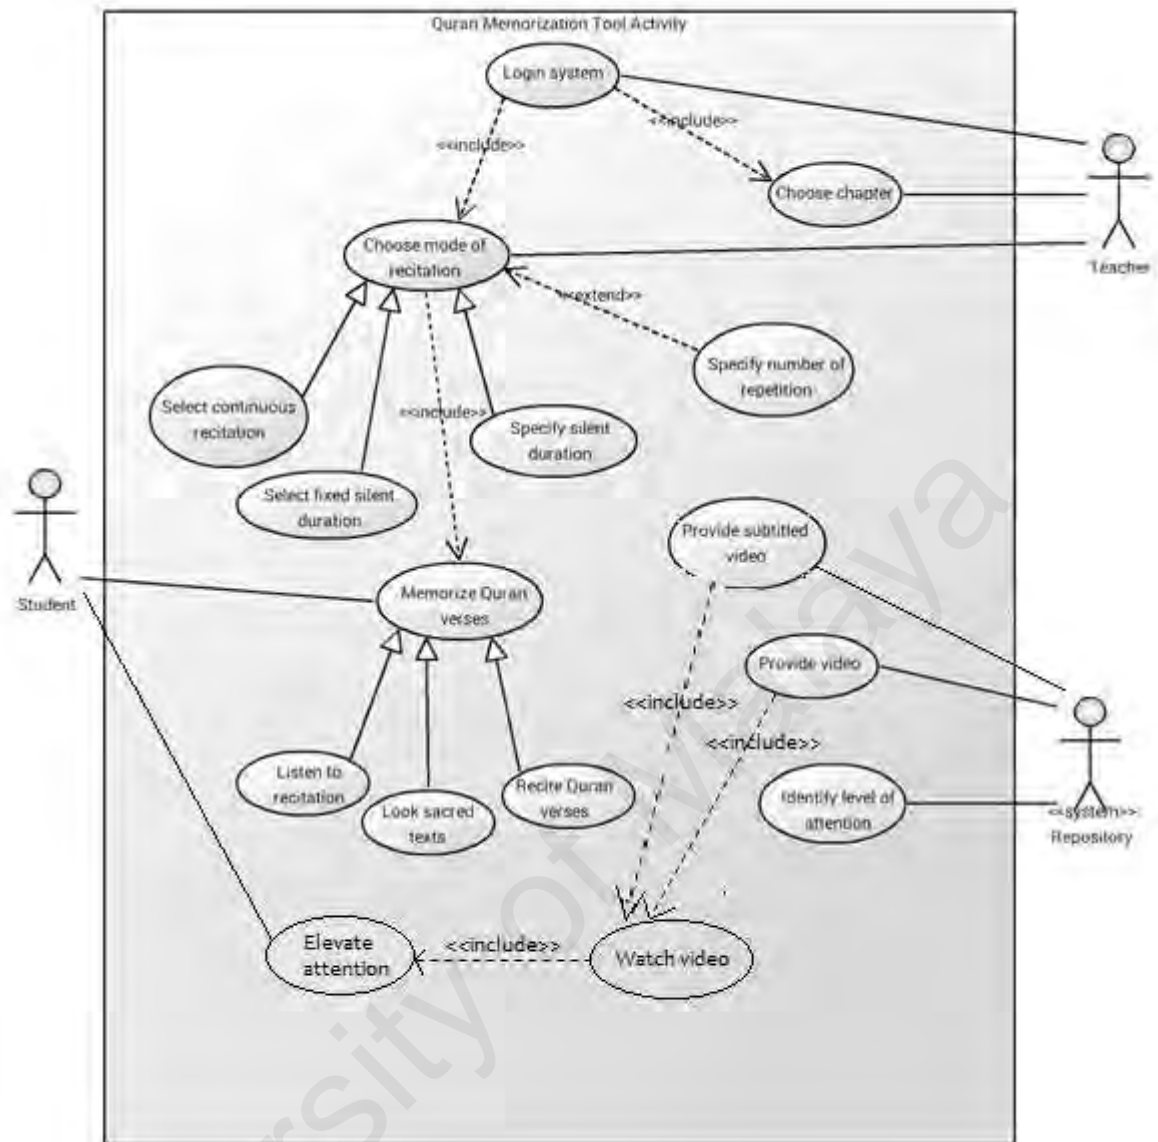 Quran Memorization Tool Activity
Login system
<<include>>
<<include>>
Choose chapter
Teacher
Choose mode of
recitation
<<extend>>
Specify number of
repetition
Select continuous
recitation
<<include>>
Specify silent
duration
Select fixed silent
duration
Student
Provide subtitled
video
Memorize Quran
verses
Provide video
<<include>>
<<include>>
Listen to
recitation
Look sacred
texts
Recite Quran
verses
Identify level of
attention
<<system>>
Repository
Elevate
attention
<<include>>
Watch video